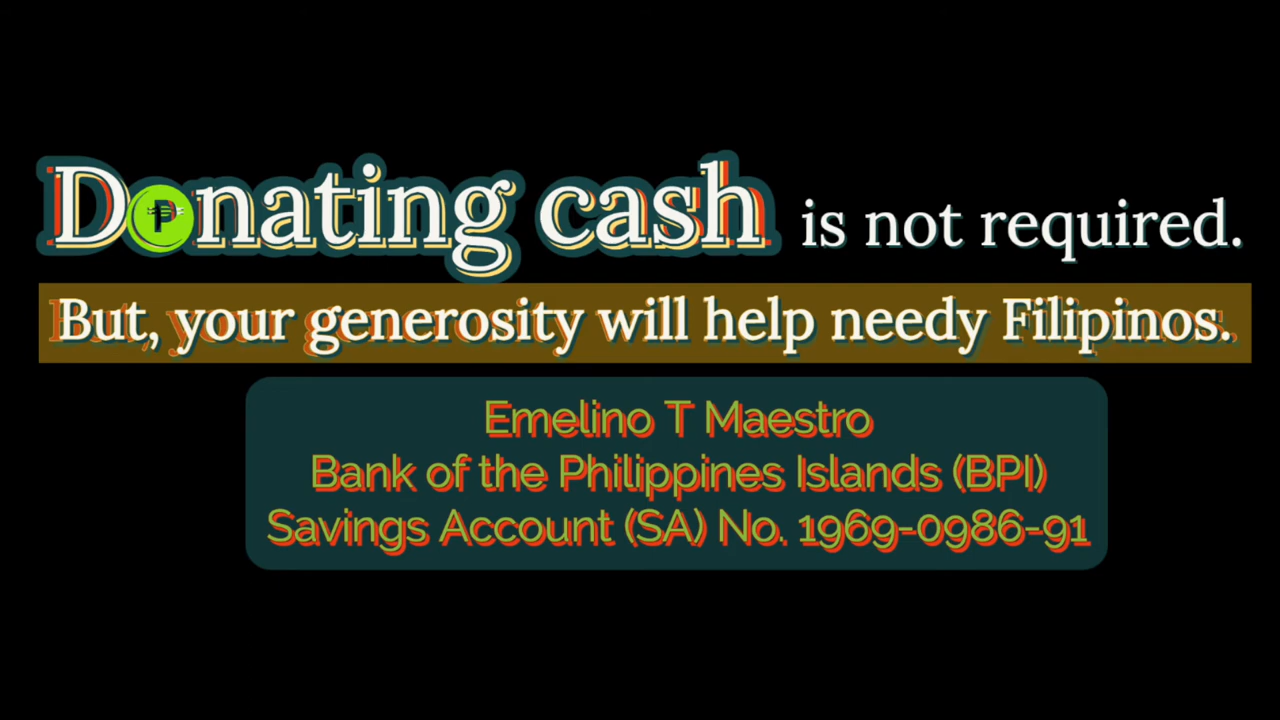 Donating cash is not required.
But, your generosity will help needy Filipinos.
Emelino T Maestro
Bank of the Philippines Islands (BPI)
Savings Account (SA) No. 1969-0986-91